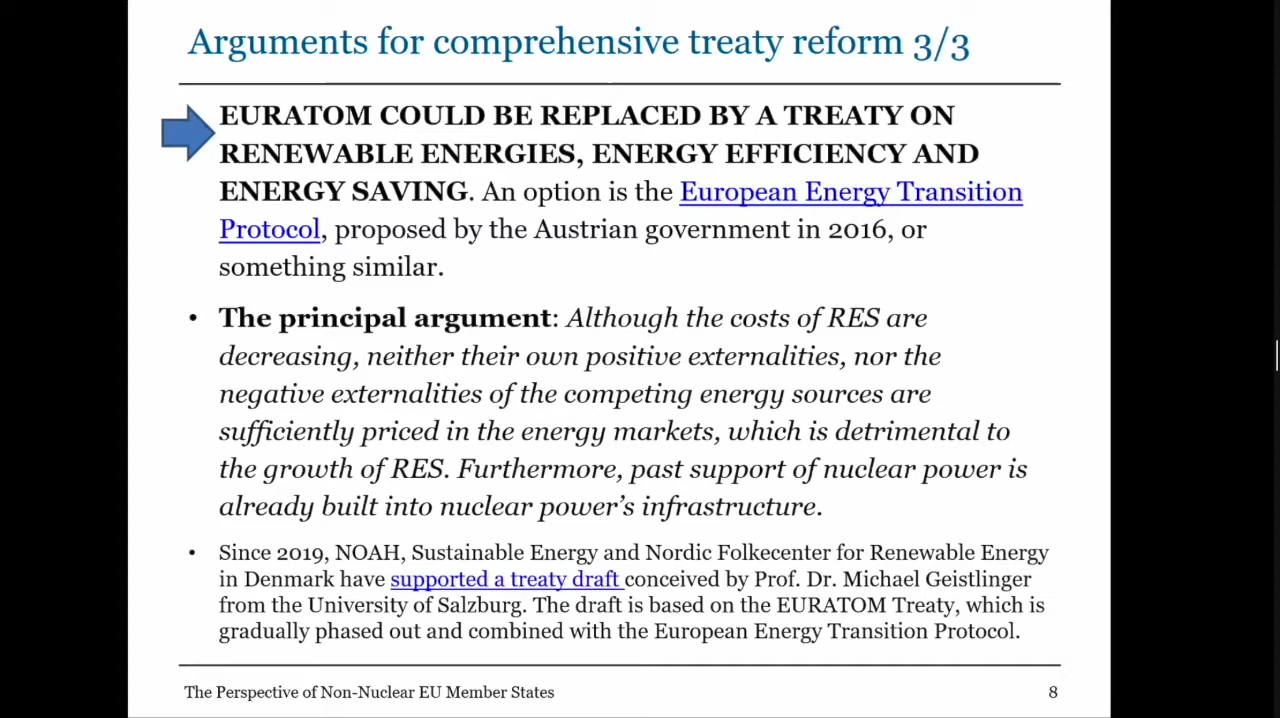 Arguments for comprehensive treaty reform 3/3
EURATOM COULD BE REPLACED BY A TREATY ON
RENEWABLE ENERGIES, ENERGY EFFICIENCY AND
ENERGY SAVING. An option is the European Energy Transition
Protocol, proposed by the Austrian government in 2016, or
something similar.
• The principal argument: Although the costs of RES are
decreasing, neither their own positive externalities, nor the
negative externalities of the competing energy sources are
sufficiently priced in the energy markets, which is detrimental to
the growth of RES. Furthermore, past support of nuclear power is
already built into nuclear power’s infrastructure.
• Since 2019, NOAH, Sustainable Energy and Nordic Folkecenter for Renewable Energy
in Denmark have supported a treaty draft conceived by Prof. Dr. Michael Geistlinger
from the University of Salzburg. The draft is based on the EURATOM Treaty, which is
gradually phased out and combined with the European Energy Transition Protocol.
The Perspective of Non-Nuclear EU Member States
8